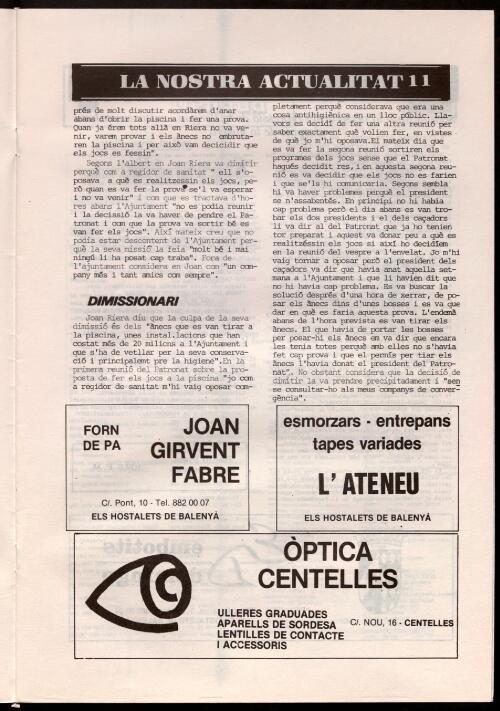 LA NOSTRA ACTUALITAT 11
prés de molt discutir acordàrem d'anar
abans d'obrir la piscina i fer una prova.
Quan ja érem tots allà en Riera no va ve-
nir, varem provar i els ànecs no embruta-
ren la piscina i per això vam decicidir que
els jocs es fessin".
Segons l'albert en Joan Riera va dimitir
perquè com a regidor de sanitat " ell s'o-
posava a què es realitzessin els jocs, pe-
rò quan es va fer la prova se'l va esperar
i no va venir" i com que es tractava d'ho-
res abans l'Ajuntament "no es podia reunir
i la decissió la va haver de pendre el Pa-
tronat i com que la prova va sortir bé es
van fer els jocs". Així mateix creu que no
podia estar descontent de l'Ajuntament per-
què la seva missió la feia "molt bé i mai
ningú li ha posat cap traba". Fora de
l'ajuntament considera en Joan com "un com-
pany més i tant amics com sempre".
DIMISSIONARI
Joan Riera diu que la culpa de la seva
dimissió és dels "ànecs que es van tirar a
la piscina, unes instal.lacions que han
costat més de 20 milions a l'Ajuntament i
que s'ha de vetllar per la seva conserva-
ció i principalent per la higiene".En la
primera reunió del Patronat sobre la pro-
posta de fer els jocs a la piscina "jo com
a regidor de sanitat m'hi vaig oposar com-
pletament perquè considerava que era una
cosa antihigiènica en un lloc públic. Lla-
vors es decidí de fer una altra reunió per
saber exactament què volien fer, en vistes
de què jo m'hi oposava.El mateix dia que
es va fer la segona reunió sortiren els
programes dels jocs sense que el Patronat
hagués decidit res, i en aquesta segona reu-
nió es va decidir que els jocs no es farien
i que se'ls hi comunicaria. Segons sembla
hi va haver problemes perquè el president
se n'assabentés. En principi no hi habia
cap problema però el dia abans es van tro-
bar els dos presidents i el dels caçadors
li va dir al del Patronat que ja ho tenien
tor preparat i aquest va donar peu a què es
realitzéssin els jocs si així ho decidíem
en la reunió del vespre a l'envelat. Jo m'hi
vaig tornar a oposar però el president dels
caçadors va dir que havia anat aquella set-
mana a l'Ajuntament i que li havien dit que
no hi havia cap problema. Es va buscar la
solució després d'una hora de xerrar, de po-
sar els ànecs dins d'unes bosses i es va que
dar en què es faria aquesta prova. L'endemà
abans de l'hora prevista es van tirar els
ànecs. El que havia de portar les bosses
per posar-hi els ànecs em va dir que encara
les tenia totes perquè amb elles no s'havia
fet cap prova i que el permís per tiar els
ànecs l'havia donat el president del Patro-
nat". No obstant considera que la decisió de
dimitir la va prendre precipitadament i "sen
se consultar-ho als meus companys de conver-
gència".
FORN
DE PA
JOAN
GIRVENT
FABRE
C/. Pont, 10 - Tel. 882 00 07
ELS HOSTALETS DE BALENYÁ
esmorzars - entrepans
tapes variades
L'ATENEU
ELS HOSTALETS DE BALENYÁ
ÒPTICA
CENTELLES
ULLERES GRADUADES
APARELLS DE SORDESA
LENTILLES DE CONTACTE
I ACCESSORIS
C/. NOU, 16 - CENTELLES